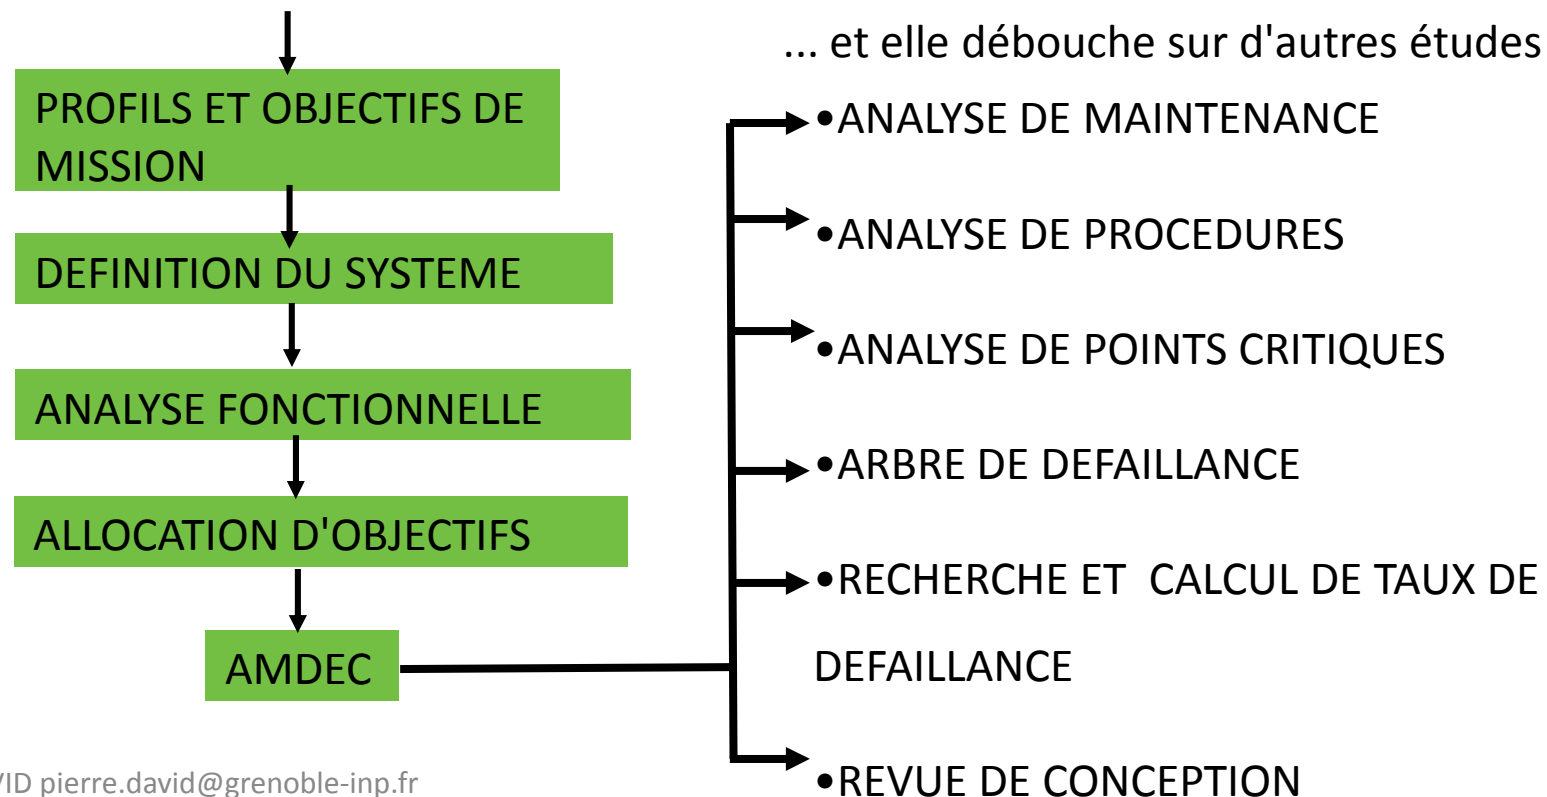 PROFILS ET OBJECTIFS DE
MISSION
DEFINITION DU SYSTEME
ANALYSE FONCTIONNELLE
ALLOCATION D'OBJECTIFS
AMDEC
... et elle débouche sur d'autres études
•ANALYSE DE MAINTENANCE
•ANALYSE DE PROCEDURES
•ANALYSE DE POINTS CRITIQUES
•ARBRE DE DEFAILLANCE
•RECHERCHE ET CALCUL DE TAUX DE
DEFAILLANCE
•REVUE DE CONCEPTION
pierre.david@grenoble-inp.fr